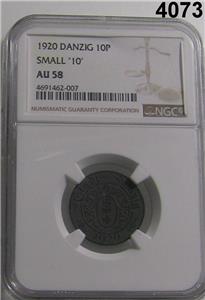 4073
1920 DANZIG 10P
SMALL '10'
AU 58
4691462-007
NUMISMATIC GUARANTY CORPORATION
NGC